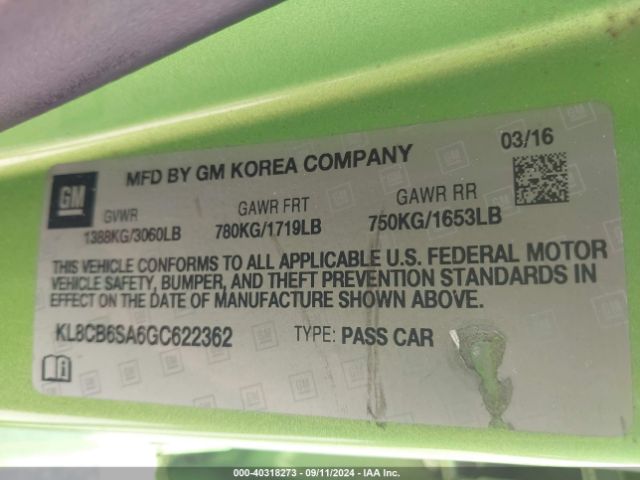 03/16
GM
MFD BY GM KOREA COMPANY
GVWR GAWR FRT GAWR RR
1388KG/3060LB 780KG/1719LB 750KG/1653LB
THIS VEHICLE CONFORMS TO ALL APPLICABLE U.S. FEDERAL MOTOR
VEHICLE SAFETY, BUMPER, AND THEFT PREVENTION STANDARDS IN
EFFECT ON THE DATE OF MANUFACTURE SHOWN ABOVE.
KL8CB6SA6GC622362 TYPE: PASS CAR
000-40318273 - 09/11/2024 - IAAI.com